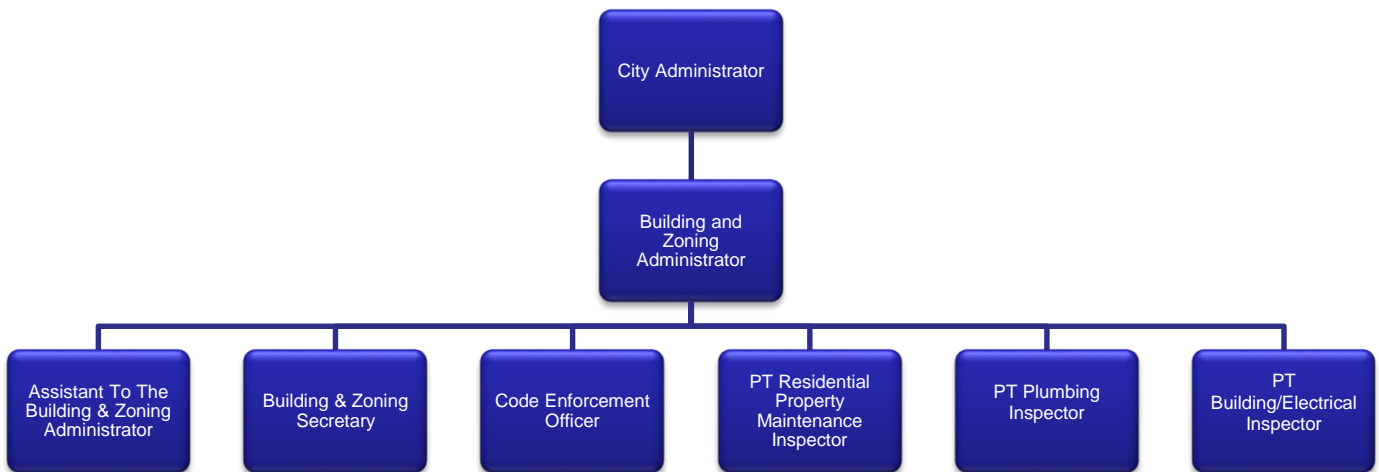 City Administrator
Building and
Zoning
Administrator
Assistant To The
Building & Zoning
Administrator
Building & Zoning
Secretary
Code Enforcement
Officer
PT Residential
Property
Maintenance
Inspector
PT Plumbing
Inspector
PT
Building/Electrical
Inspector